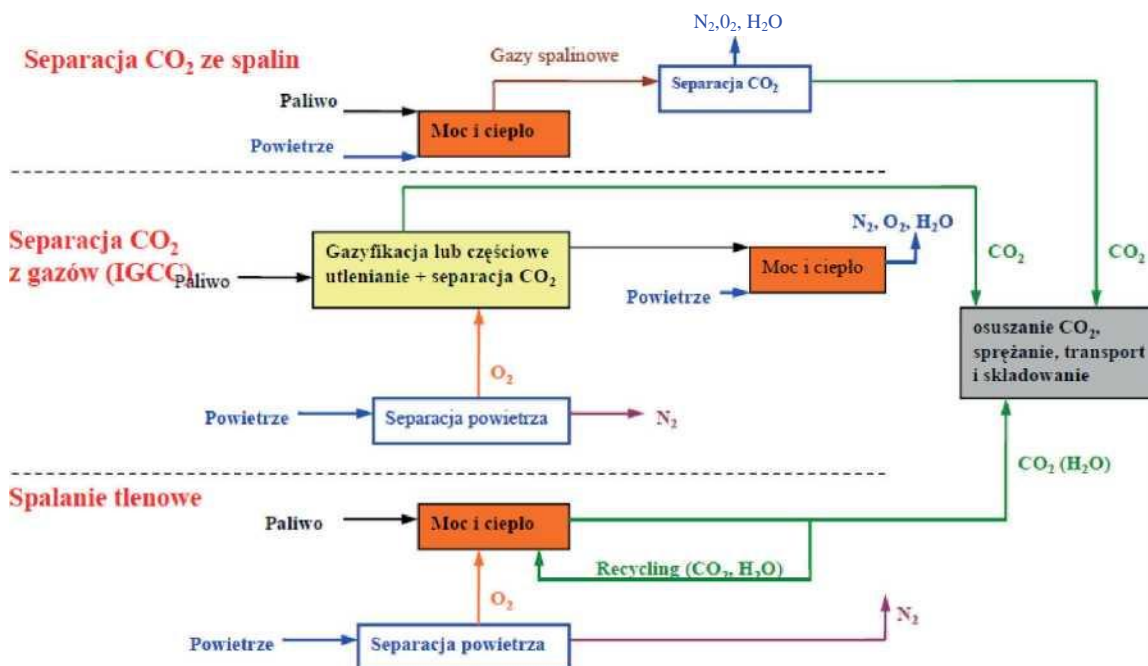 N₂,0₂, H₂O
Separacja CO₂ ze spalin
Gazy spalinowe
Separacja CO₂
Paliwo
Moc i ciepło
Powietrze
Separacja CO₂
z gazów (IGCC)
Paliwo
Gazyfikacja lub częściowe
utlenianie + separacja CO₂
N₂, O₂, H₂O
Moc i ciepło
Powietrze
CO₂
CO₂
osuszanie CO₂,
sprężanie, transport
i składowanie
O₂
Powietrze
Separacja powietrza
N₂
CO₂ (H₂O)
Spalanie tlenowe
Paliwo
Moc i ciepło
Recycling (CO₂, H₂O)
O₂
N₂
Powietrze
Separacja powietrza